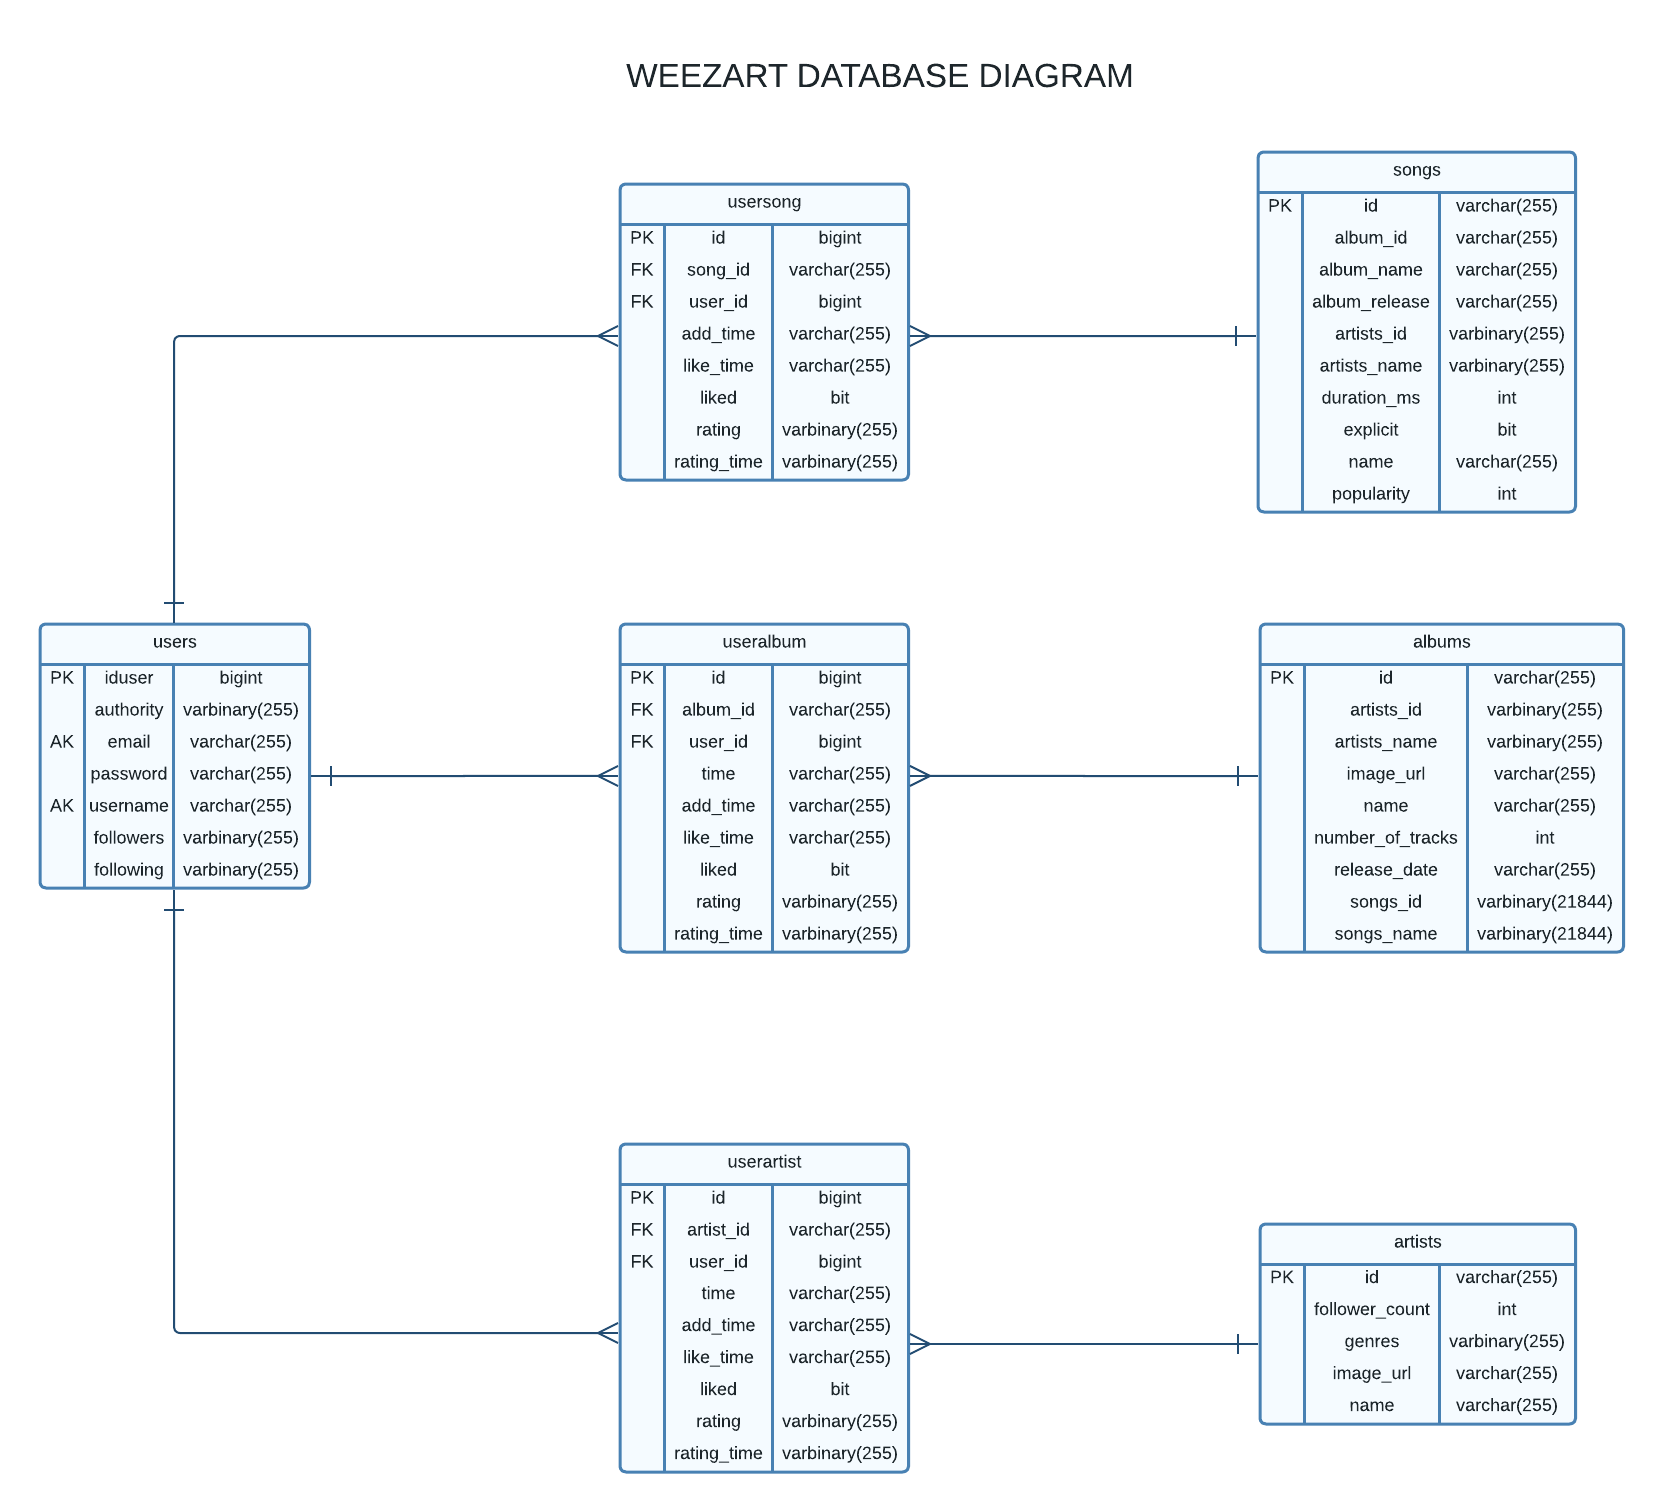 WEEZART DATABASE DIAGRAM
usersong
PK id bigint
FK song_id varchar(255)
FK user_id bigint
add_time varchar(255)
like_time varchar(255)
liked bit
rating varbinary(255)
rating_time varbinary(255)
songs
PK id varchar(255)
album_id varchar(255)
album_name varchar(255)
album_release varchar(255)
artists_id varbinary(255)
artists_name varbinary(255)
duration_ms int
explicit bit
name varchar(255)
popularity int
users
PK iduser bigint
authority varbinary(255)
AK email varchar(255)
password varchar(255)
AK username varchar(255)
followers varbinary(255)
following varbinary(255)
useralbum
PK id bigint
FK album_id varchar(255)
FK user_id bigint
time varchar(255)
add_time varchar(255)
like_time varchar(255)
liked bit
rating varbinary(255)
rating_time varbinary(255)
albums
PK id varchar(255)
artists_id varbinary(255)
artists_name varbinary(255)
image_url varchar(255)
name varchar(255)
number_of_tracks int
release_date varchar(255)
songs_id varbinary(21844)
songs_name varbinary(21844)
userartist
PK id bigint
FK artist_id varchar(255)
FK user_id bigint
time varchar(255)
add_time varchar(255)
like_time varchar(255)
liked bit
rating varbinary(255)
rating_time varbinary(255)
artists
PK id varchar(255)
follower_count int
genres varbinary(255)
image_url varchar(255)
name varchar(255)